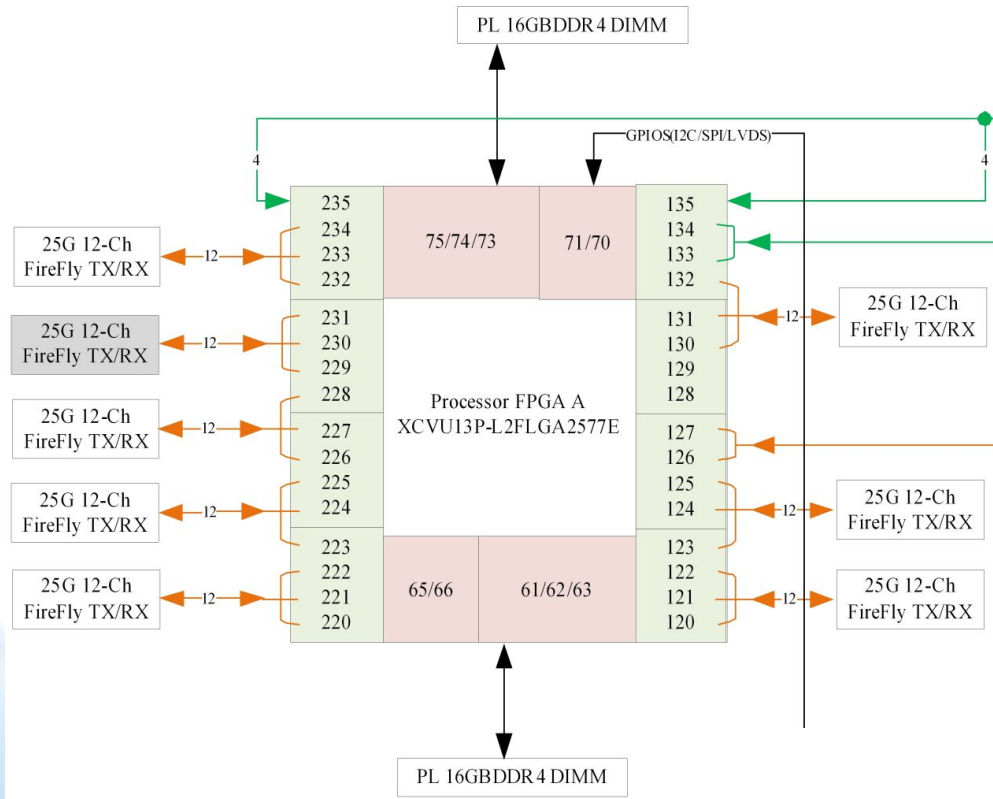 PL 16GBDDR4 DIMM
GPIOS(I2C/SPI/LVDS)
4
4
235
234
233
232
75/74/73
71/70
135
134
133
132
25G 12-Ch
FireFly TX/RX
12
231
230
229
228
131
130
129
128
12
25G 12-Ch
FireFly TX/RX
25G 12-Ch
FireFly TX/RX
12
Processor FPGA A
XCVU13P-L2FLGA2577E
25G 12-Ch
FireFly TX/RX
12
227
226
225
224
127
126
125
124
25G 12-Ch
FireFly TX/RX
12
12
25G 12-Ch
FireFly TX/RX
223
222
221
220
65/66
61/62/63
123
122
121
120
25G 12-Ch
FireFly TX/RX
12
12
25G 12-Ch
FireFly TX/RX
PL 16GBDDR4 DIMM